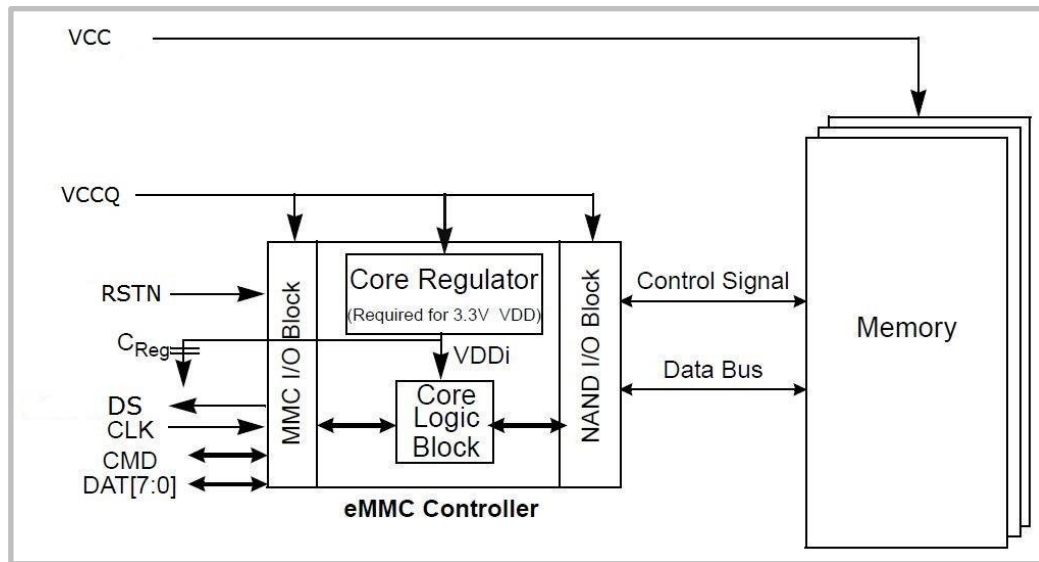 VCC
VCCQ
RSTN
CReg
DS
CLK
CMD
DAT[7:0]
MMC I/O Block
Core Regulator
(Required for 3.3V VDD)
VDDi
Core
Logic
Block
NAND I/O Block
eMMC Controller
Control Signal
Data Bus
Memory